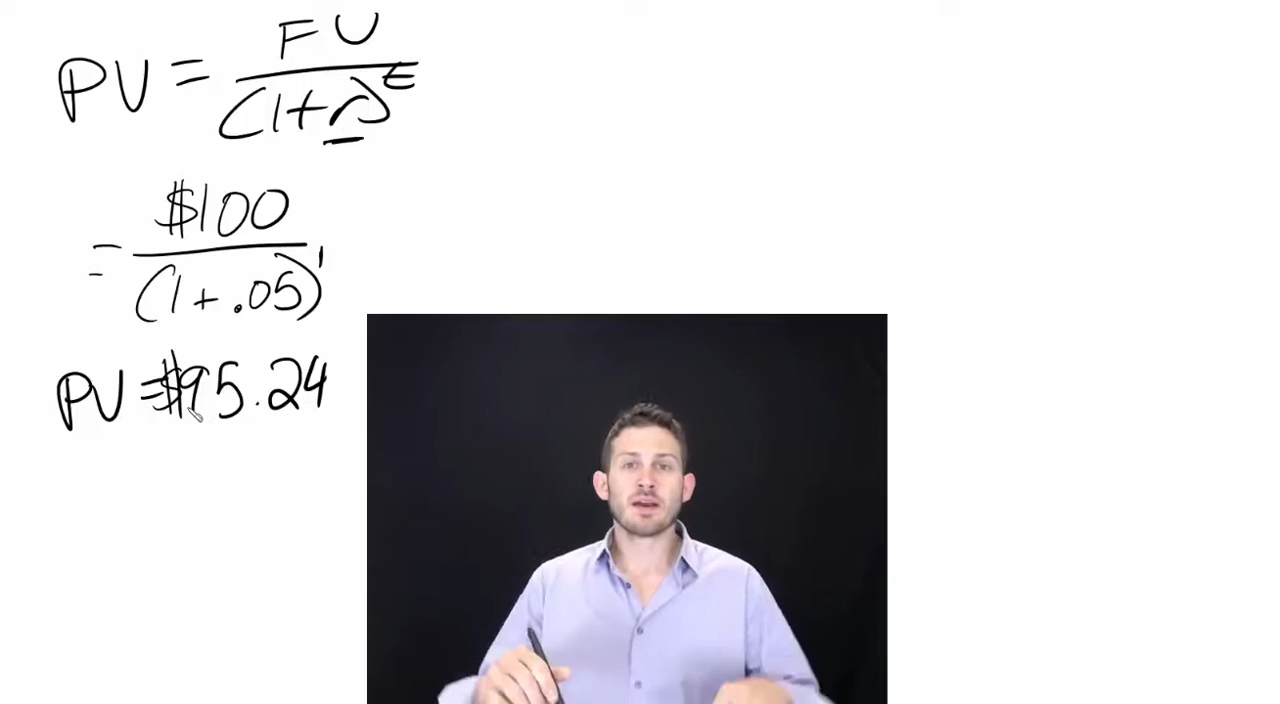 PV = FV
(1+r)^t
= $100
(1+.05)^1
PV = $95.24